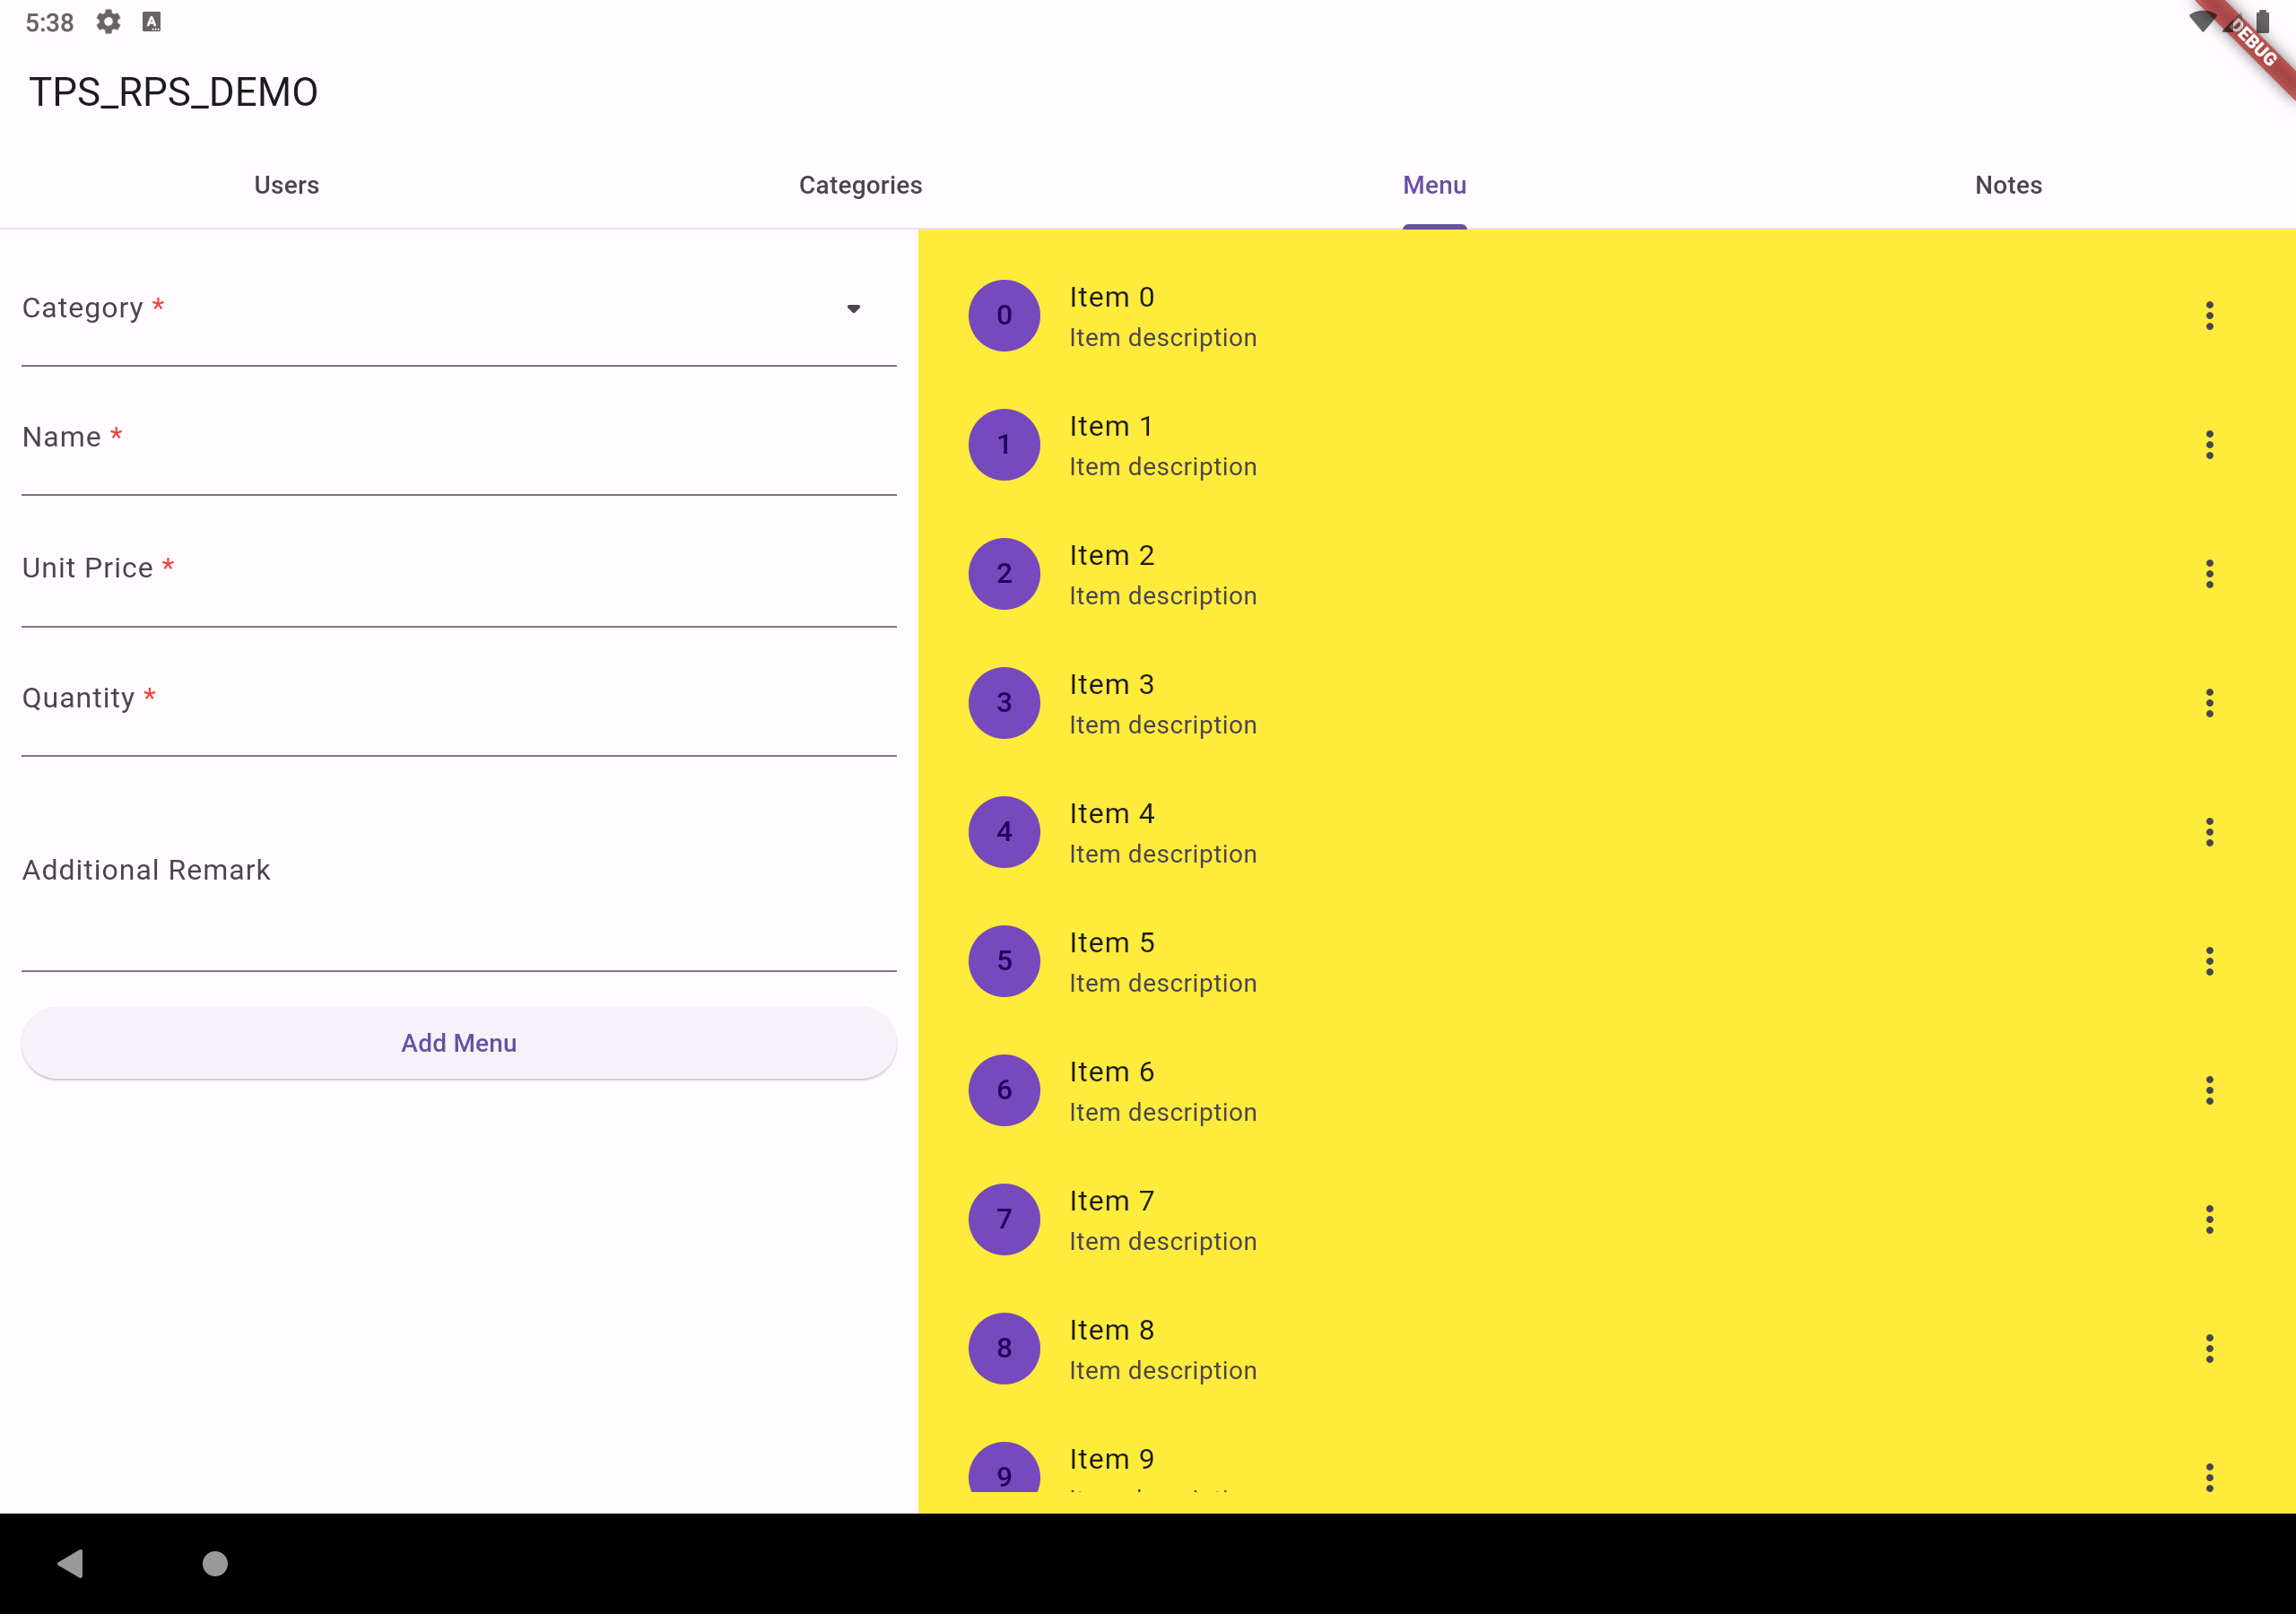 5:38
DEBUG
TPS_RPS_DEMO
Users Categories Menu Notes
Category *
Name *
Unit Price *
Quantity *
Additional Remark
Add Menu
0 Item 0
Item description
1 Item 1
Item description
2 Item 2
Item description
3 Item 3
Item description
4 Item 4
Item description
5 Item 5
Item description
6 Item 6
Item description
7 Item 7
Item description
8 Item 8
Item description
9 Item 9